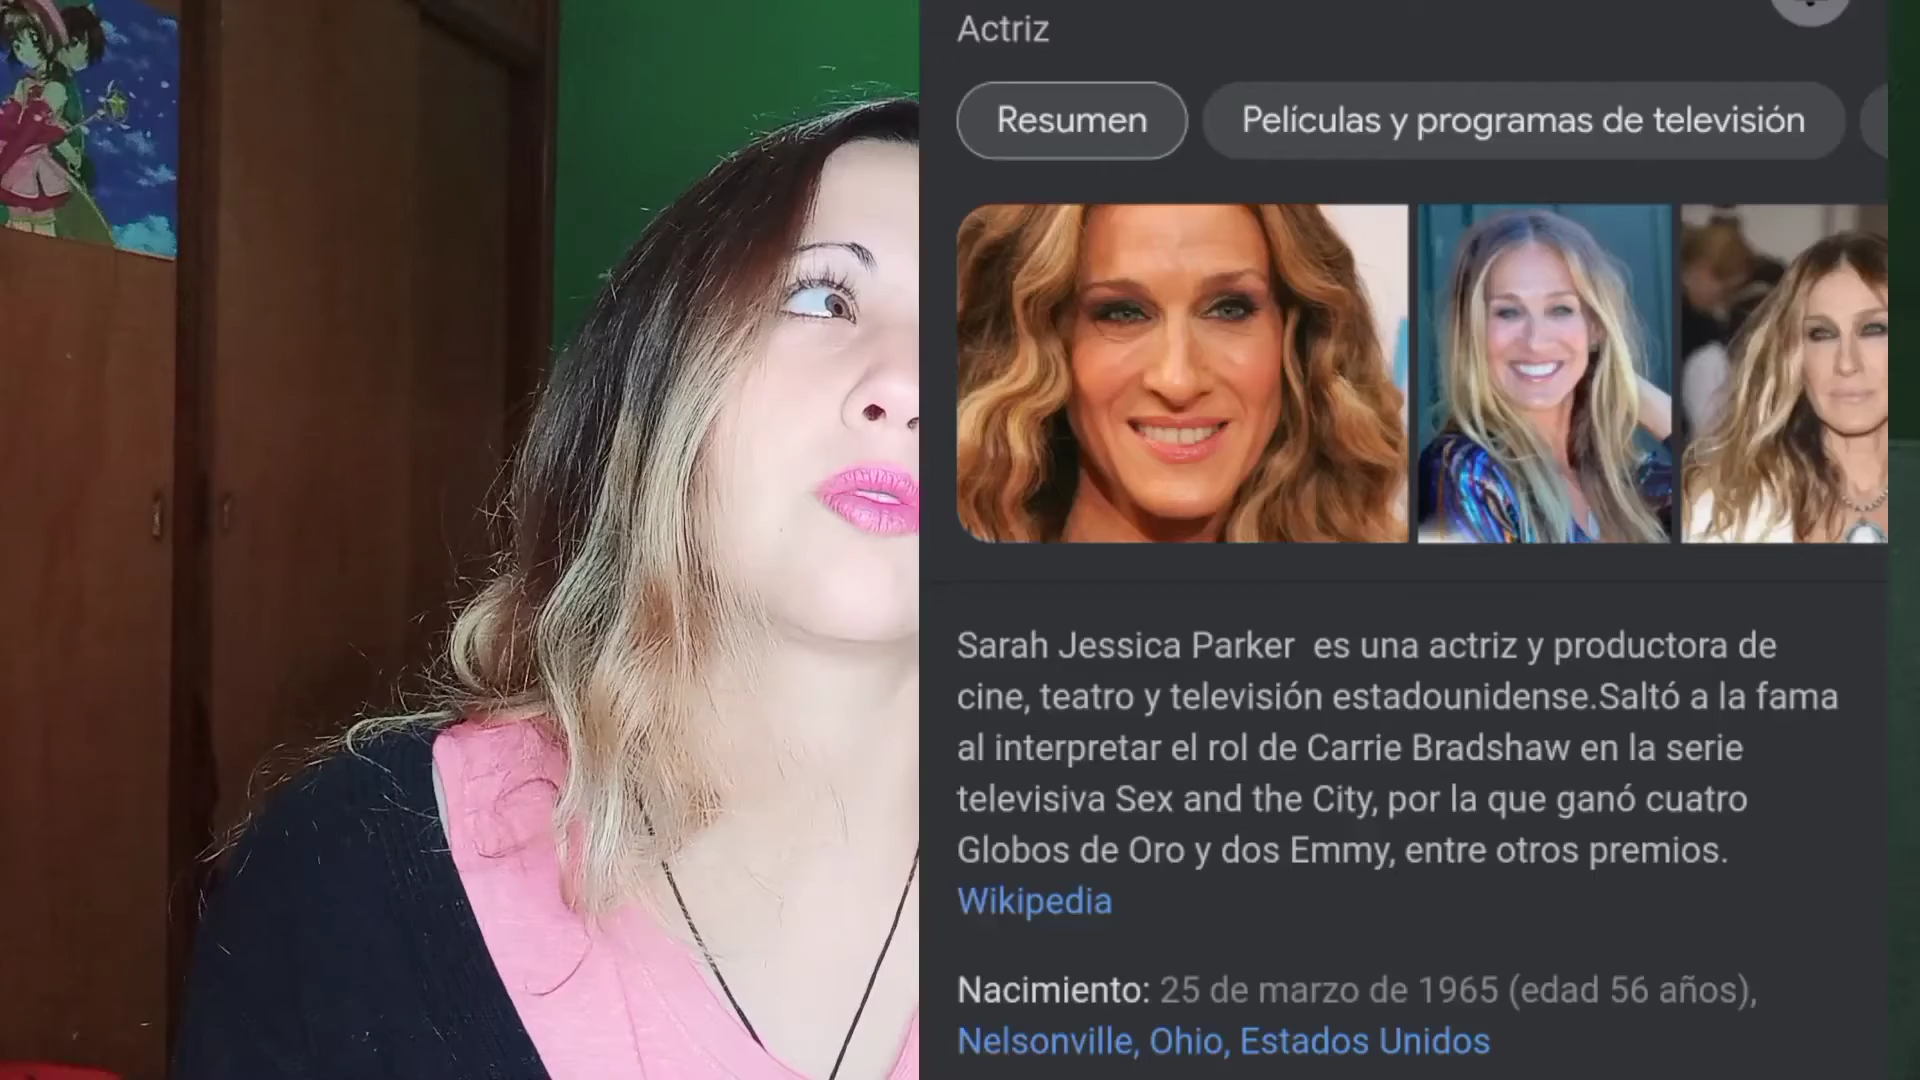 Actriz
Resumen
Películas y programas de televisión
Sarah Jessica Parker es una actriz y productora de
cine, teatro y televisión estadounidense.Saltó a la fama
al interpretar el rol de Carrie Bradshaw en la serie
televisiva Sex and the City, por la que ganó cuatro
Globos de Oro y dos Emmy, entre otros premios.
Wikipedia
Nacimiento: 25 de marzo de 1965 (edad 56 años),
Nelsonville, Ohio, Estados Unidos